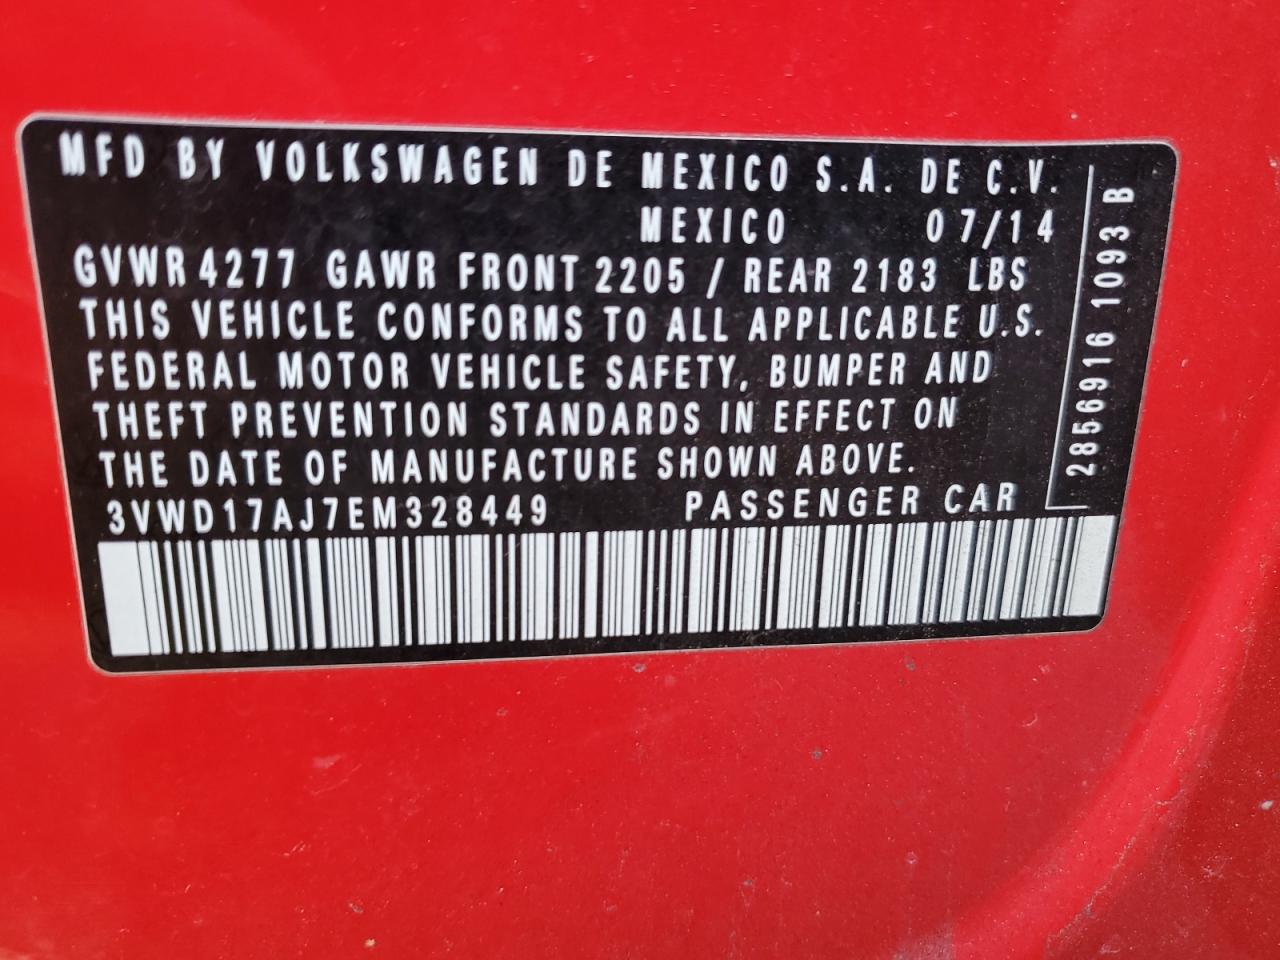 MFD BY VOLKSWAGEN DE MEXICO S.A. DE C.V.
MEXICO 07/14
GVWR 4277 GAWR FRONT 2205 / REAR 2183 LBS
THIS VEHICLE CONFORMS TO ALL APPLICABLE U.S.
FEDERAL MOTOR VEHICLE SAFETY, BUMPER AND
THEFT PREVENTION STANDARDS IN EFFECT ON
THE DATE OF MANUFACTURE SHOWN ABOVE.
3VWD17AJ7EM328449 PASSENGER CAR
2856916 1093 B